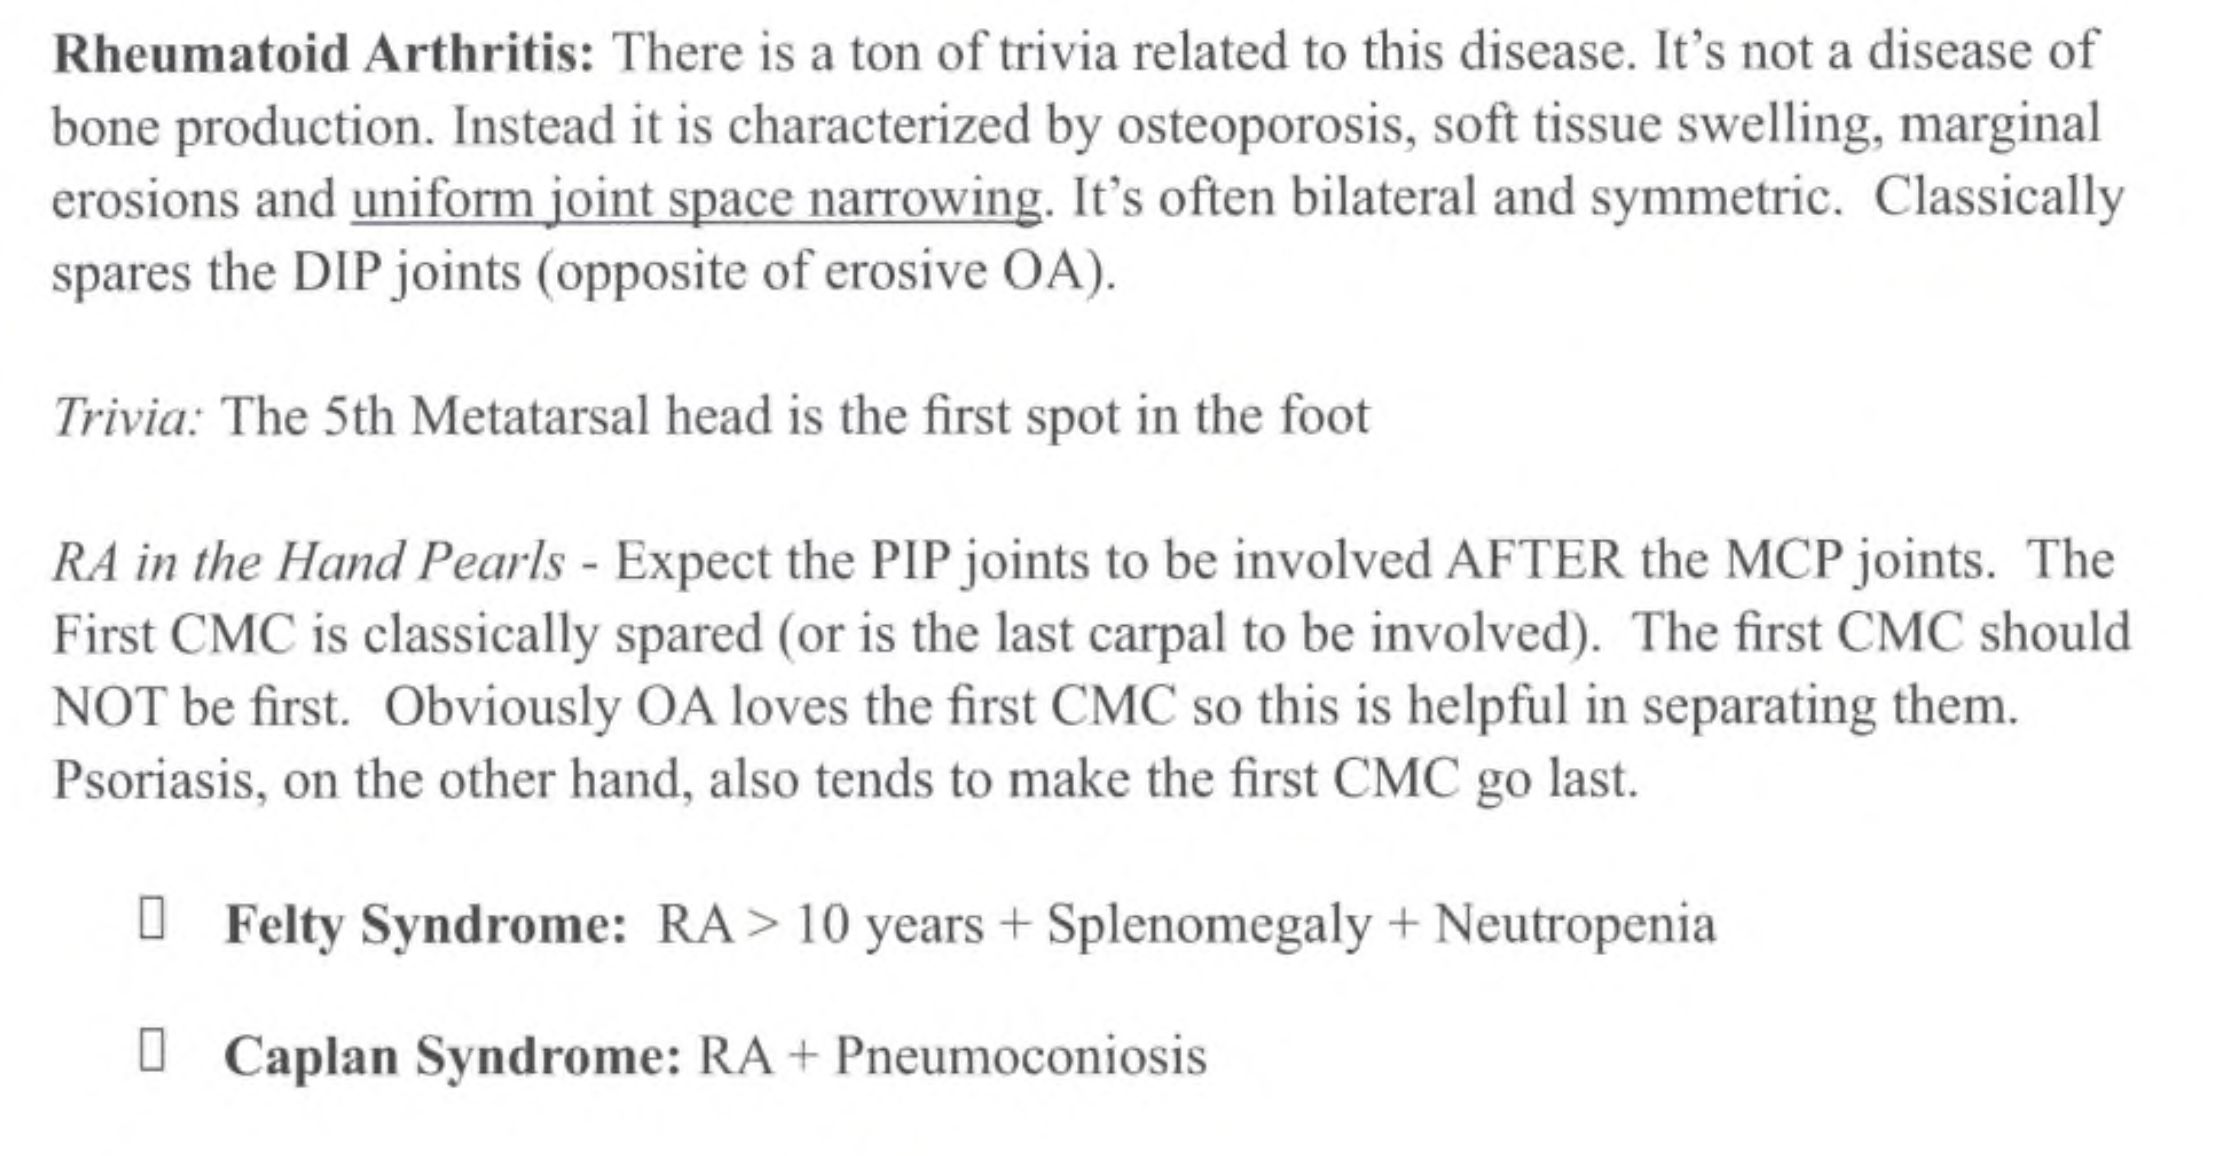 Rheumatoid Arthritis: There is a ton of trivia related to this disease. It's not a disease of
bone production. Instead it is characterized by osteoporosis, soft tissue swelling, marginal
erosions and uniform joint space narrowing. It's often bilateral and symmetric. Classically
spares the DIP joints (opposite of erosive OA).
Trivia: The 5th Metatarsal head is the first spot in the foot
RA in the Hand Pearls - Expect the PIP joints to be involved AFTER the MCP joints. The
First CMC is classically spared (or is the last carpal to be involved). The first CMC should
NOT be first. Obviously OA loves the first CMC so this is helpful in separating them.
Psoriasis, on the other hand, also tends to make the first CMC go last.
Felty Syndrome: RA > 10 years + Splenomegaly + Neutropenia
Caplan Syndrome: RA + Pneumoconiosis